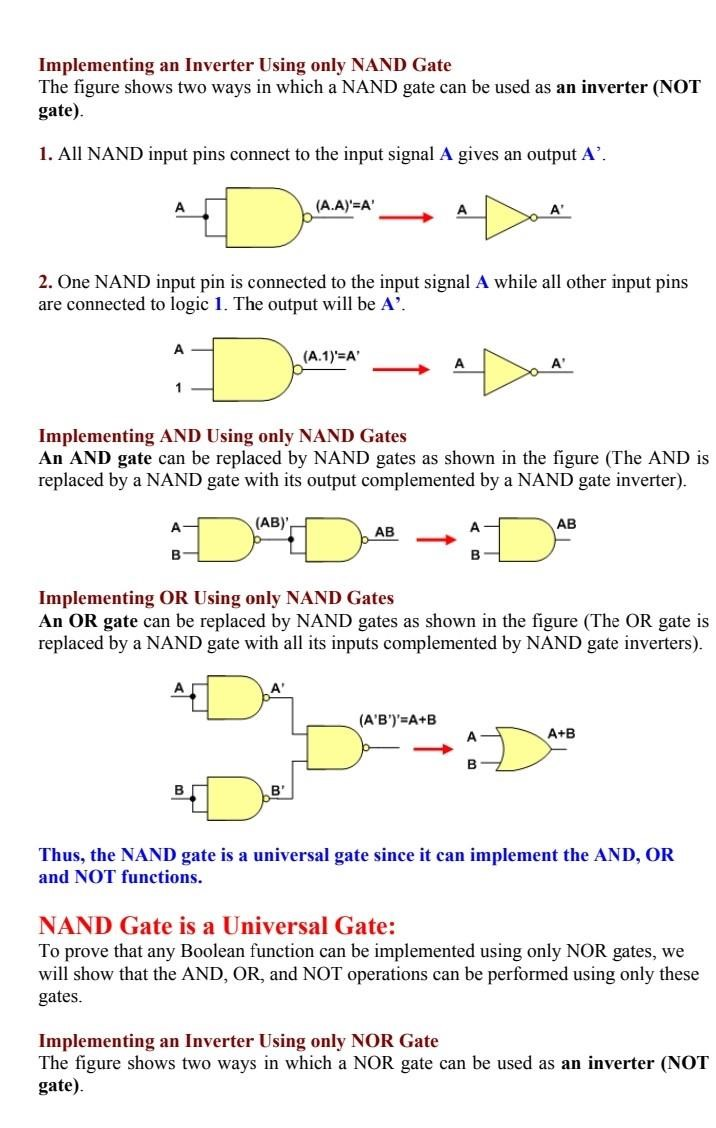 Implementing an Inverter Using only NAND Gate
The figure shows two ways in which a NAND gate can be used as an inverter (NOT
gate).
1. All NAND input pins connect to the input signal A gives an output A’.
A (A.A)'=A' A A'
2. One NAND input pin is connected to the input signal A while all other input pins
are connected to logic 1. The output will be A’.
A (A.1)'=A' A A'
1
Implementing AND Using only NAND Gates
An AND gate can be replaced by NAND gates as shown in the figure (The AND is
replaced by a NAND gate with its output complemented by a NAND gate inverter).
A (AB)' AB A AB
B B
Implementing OR Using only NAND Gates
An OR gate can be replaced by NAND gates as shown in the figure (The OR gate is
replaced by a NAND gate with all its inputs complemented by NAND gate inverters).
A A'
(A'B')'=A+B A A+B
B
B B'
Thus, the NAND gate is a universal gate since it can implement the AND, OR
and NOT functions.
NAND Gate is a Universal Gate:
To prove that any Boolean function can be implemented using only NOR gates, we
will show that the AND, OR, and NOT operations can be performed using only these
gates.
Implementing an Inverter Using only NOR Gate
The figure shows two ways in which a NOR gate can be used as an inverter (NOT
gate).